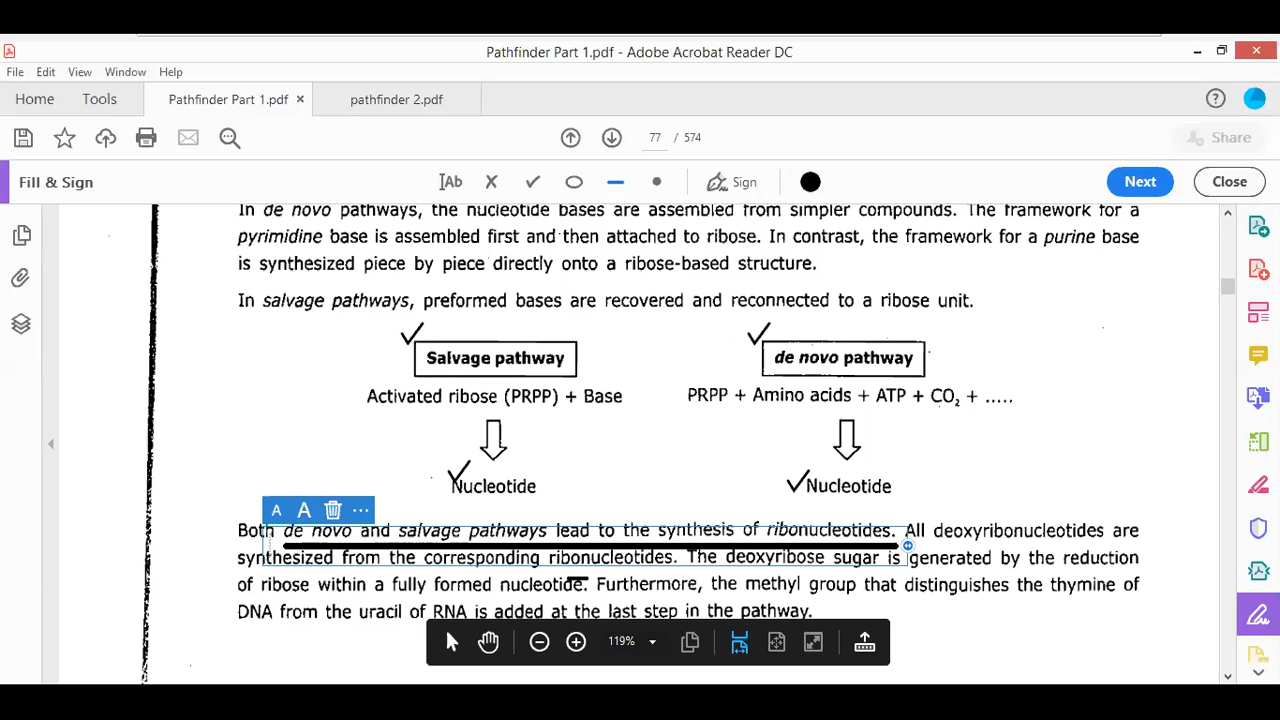 Pathfinder Part 1.pdf - Adobe Acrobat Reader DC
File Edit View Window Help
Home Tools Pathfinder Part 1.pdf × pathfinder 2.pdf
77 / 574
Share
Fill & Sign
Ab
Sign
Next
Close
In de novo pathways, the nucleotide bases are assembled from simpler compounds. The framework for a
pyrimidine base is assembled first and then attached to ribose. In contrast, the framework for a purine base
is synthesized piece by piece directly onto a ribose-based structure.
In salvage pathways, preformed bases are recovered and reconnected to a ribose unit.
Salvage pathway
de novo pathway
Activated ribose (PRPP) + Base
PRPP + Amino acids + ATP + CO₂ + .....
Nucleotide
Nucleotide
A A ...
Both de novo and salvage pathways lead to the synthesis of ribonucleotides. All deoxyribonucleotides are
synthesized from the corresponding ribonucleotides. The deoxyribose sugar is generated by the reduction
of ribose within a fully formed nucleotide. Furthermore, the methyl group that distinguishes the thymine of
DNA from the uracil of RNA is added at the last step in the pathway.
119%